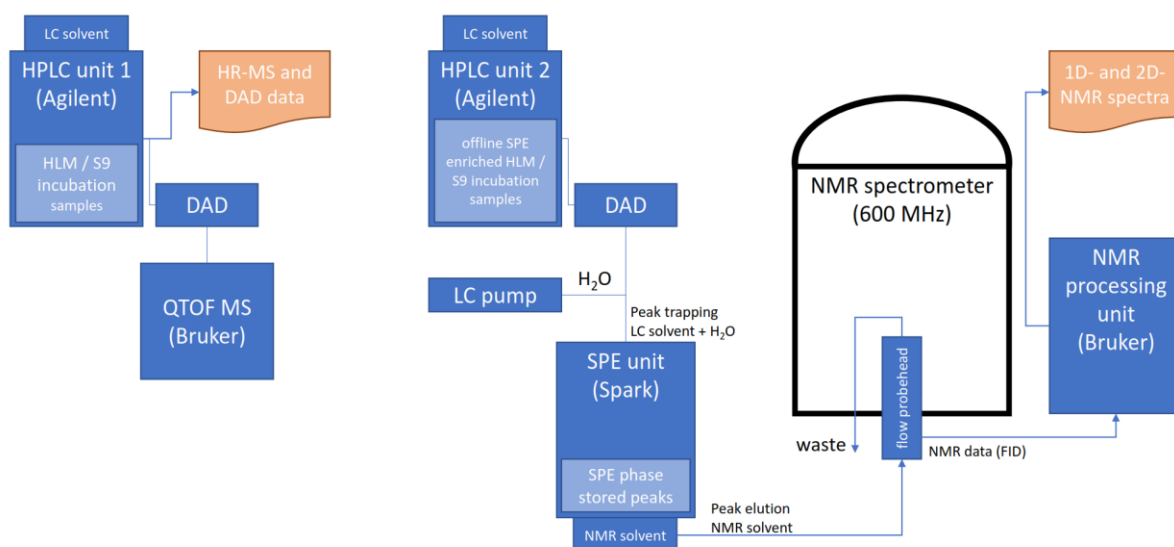 LC solvent
HPLC unit 1
(Agilent)
HLM / S9
incubation
samples
HR-MS and
DAD data
DAD
QTOF MS
(Bruker)
LC solvent
HPLC unit 2
(Agilent)
offline SPE
enriched HLM /
S9 incubation
samples
DAD
LC pump
H₂O
Peak trapping
LC solvent + H₂O
SPE unit
(Spark)
SPE phase
stored peaks
NMR solvent
Peak elution
NMR solvent
NMR spectrometer
(600 MHz)
flow probehead
waste
NMR data (FID)
1D- and 2D-
NMR spectra
NMR
processing
unit
(Bruker)